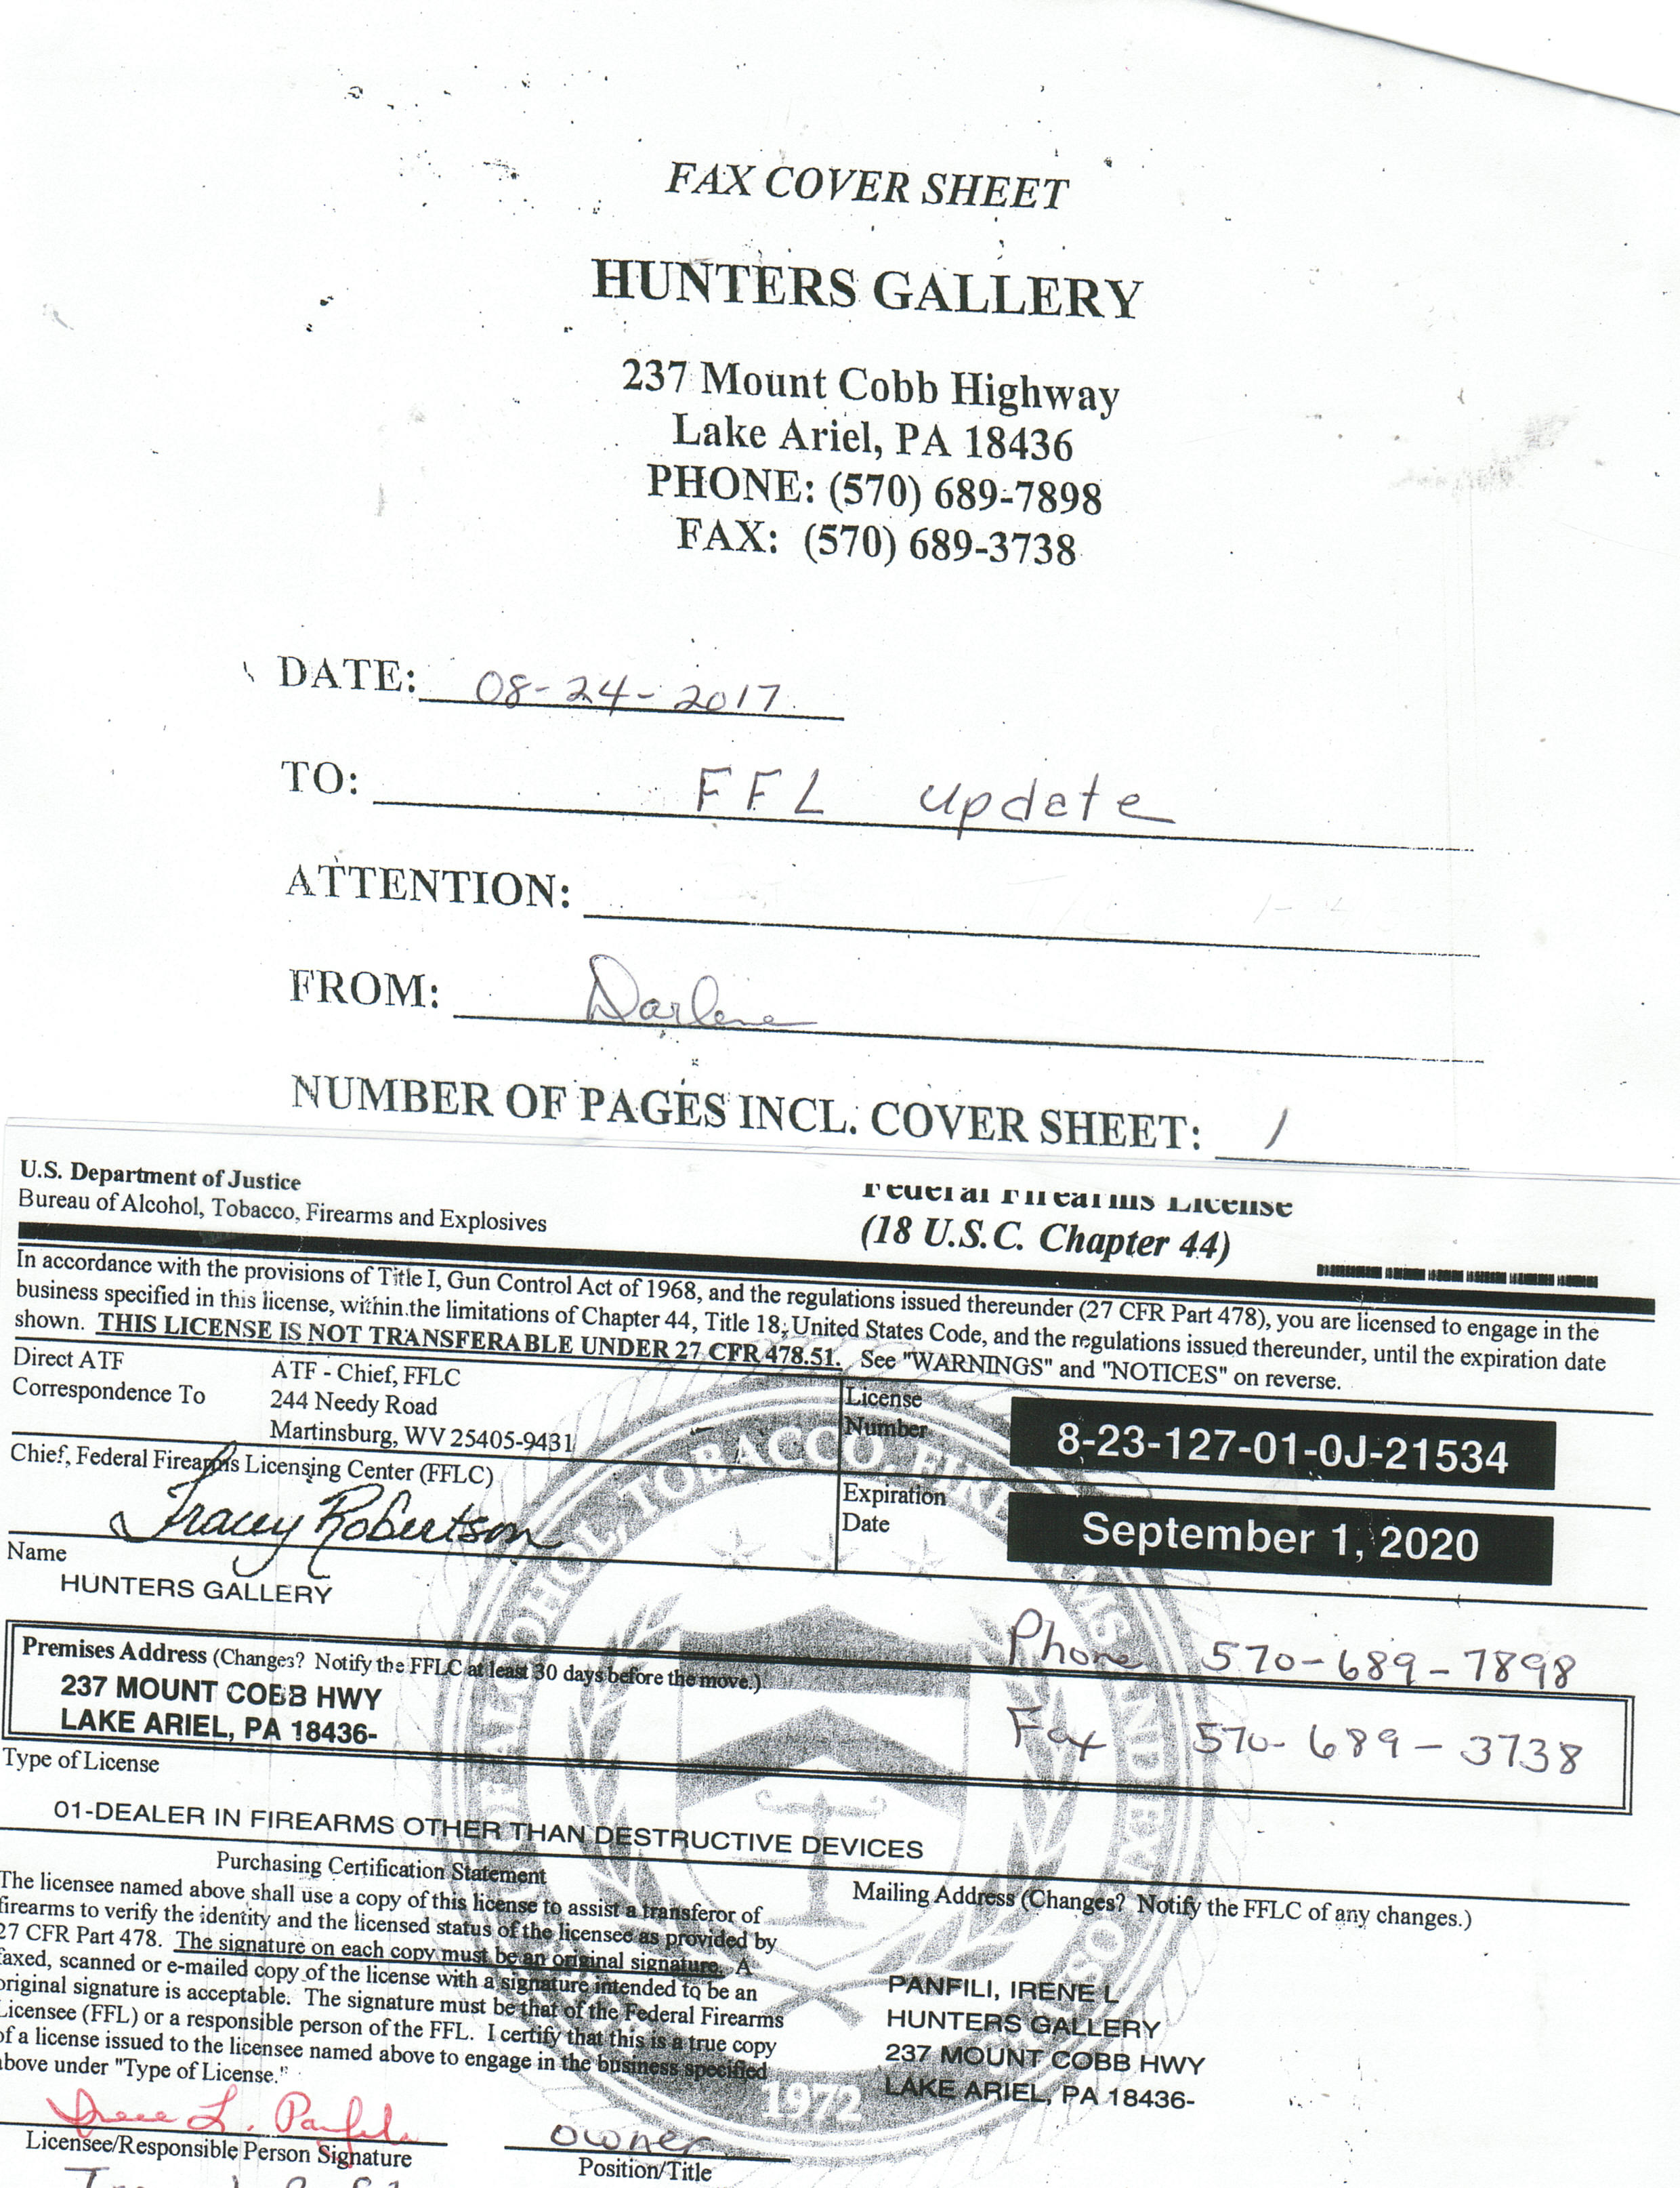 FAX COVER SHEET
HUNTERS GALLERY
237 Mount Cobb Highway
Lake Ariel, PA 18436
PHONE: (570) 689-7898
FAX: (570) 689-3738
DATE: 08-24-2017
TO: FFL update
ATTENTION:
FROM: Darlene
NUMBER OF PAGES INCL. COVER SHEET: 1
U.S. Department of Justice
Bureau of Alcohol, Tobacco, Firearms and Explosives
Federal Firearms License
(18 U.S.C. Chapter 44)
In accordance with the provisions of Title I, Gun Control Act of 1968, and the regulations issued thereunder (27 CFR Part 478), you are licensed to engage in the
business specified in this license, within the limitations of Chapter 44, Title 18, United States Code, and the regulations issued thereunder, until the expiration date
shown. THIS LICENSE IS NOT TRANSFERABLE UNDER 27 CFR 478.51. See "WARNINGS" and "NOTICES" on reverse.
Direct ATF
Correspondence To
ATF - Chief, FFLC
244 Needy Road
Martinsburg, WV 25405-9431
License
Number
8-23-127-01-0J-21534
Chief, Federal Firearms Licensing Center (FFLC)
Tracey Robertson
Expiration
Date
September 1, 2020
Name
HUNTERS GALLERY
Phone 570-689-7898
Premises Address (Changes? Notify the FFLC at least 30 days before the move.)
237 MOUNT COBB HWY
LAKE ARIEL, PA 18436-
Fax 570-689-3738
Type of License
01-DEALER IN FIREARMS OTHER THAN DESTRUCTIVE DEVICES
Purchasing Certification Statement
The licensee named above shall use a copy of this license to assist a transferor of
firearms to verify the identity and the licensed status of the licensee as provided by
27 CFR Part 478. The signature on each copy must be an original signature. A
faxed, scanned or e-mailed copy of the license with a signature intended to be an
original signature is acceptable. The signature must be that of the Federal Firearms
Licensee (FFL) or a responsible person of the FFL. I certify that this is a true copy
of a license issued to the licensee named above to engage in the business specified
above under "Type of License."
Mailing Address (Changes? Notify the FFLC of any changes.)
PANFILI, IRENE L
HUNTERS GALLERY
237 MOUNT COBB HWY
LAKE ARIEL, PA 18436-
1972
Irene L. Panfili
Licensee/Responsible Person Signature
owner
Position/Title